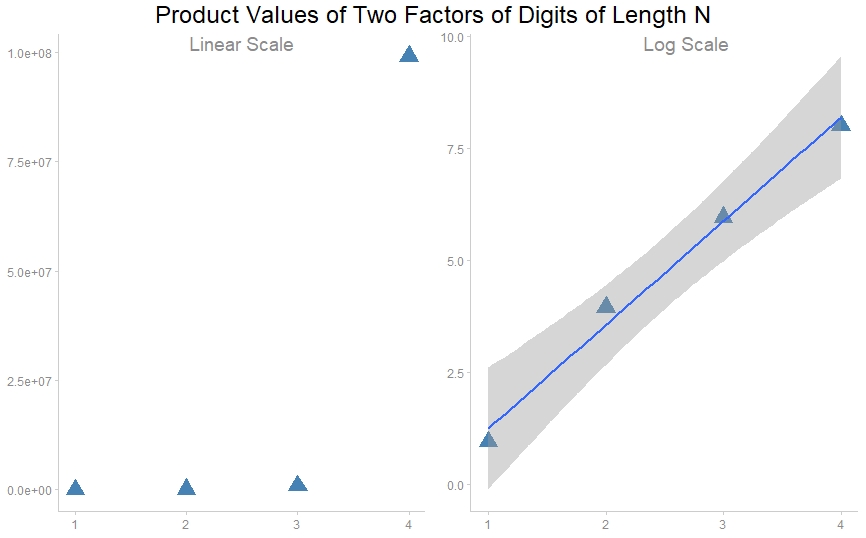 Product Values of Two Factors of Digits of Length N
Linear Scale
1.0e+08
7.5e+07
5.0e+07
2.5e+07
0.0e+00
1 2 3 4
Log Scale
10.0
7.5
5.0
2.5
0.0
1 2 3 4